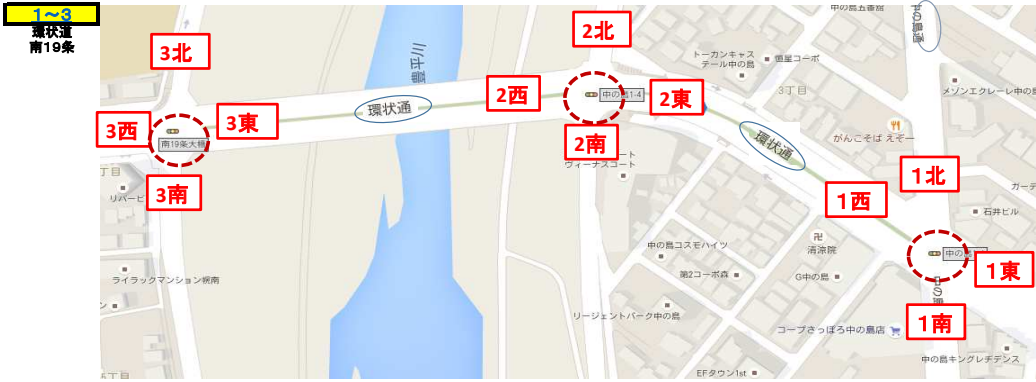 1~3
環状道
南19条
3北
2北
中の島通
トーカンキャス
テール中の島
恒星コーポ
3丁目
メゾンエクレーレ中の島
豊平川
環状通
2西
中の島1-4
2東
3西
3東
南19条大橋
2南
環状通
がんこそば えぞー
ヴィーナスコート
1北
3南
1西
石井ビル
清涼院
中の島コスモハイツ
1東
ライラックマンション桐南
第2コーポ森
G中の島
リージェントパーク中の島
1南
コープさっぽろ中の島店
中の島キングレヂデンス
EFタウン1st